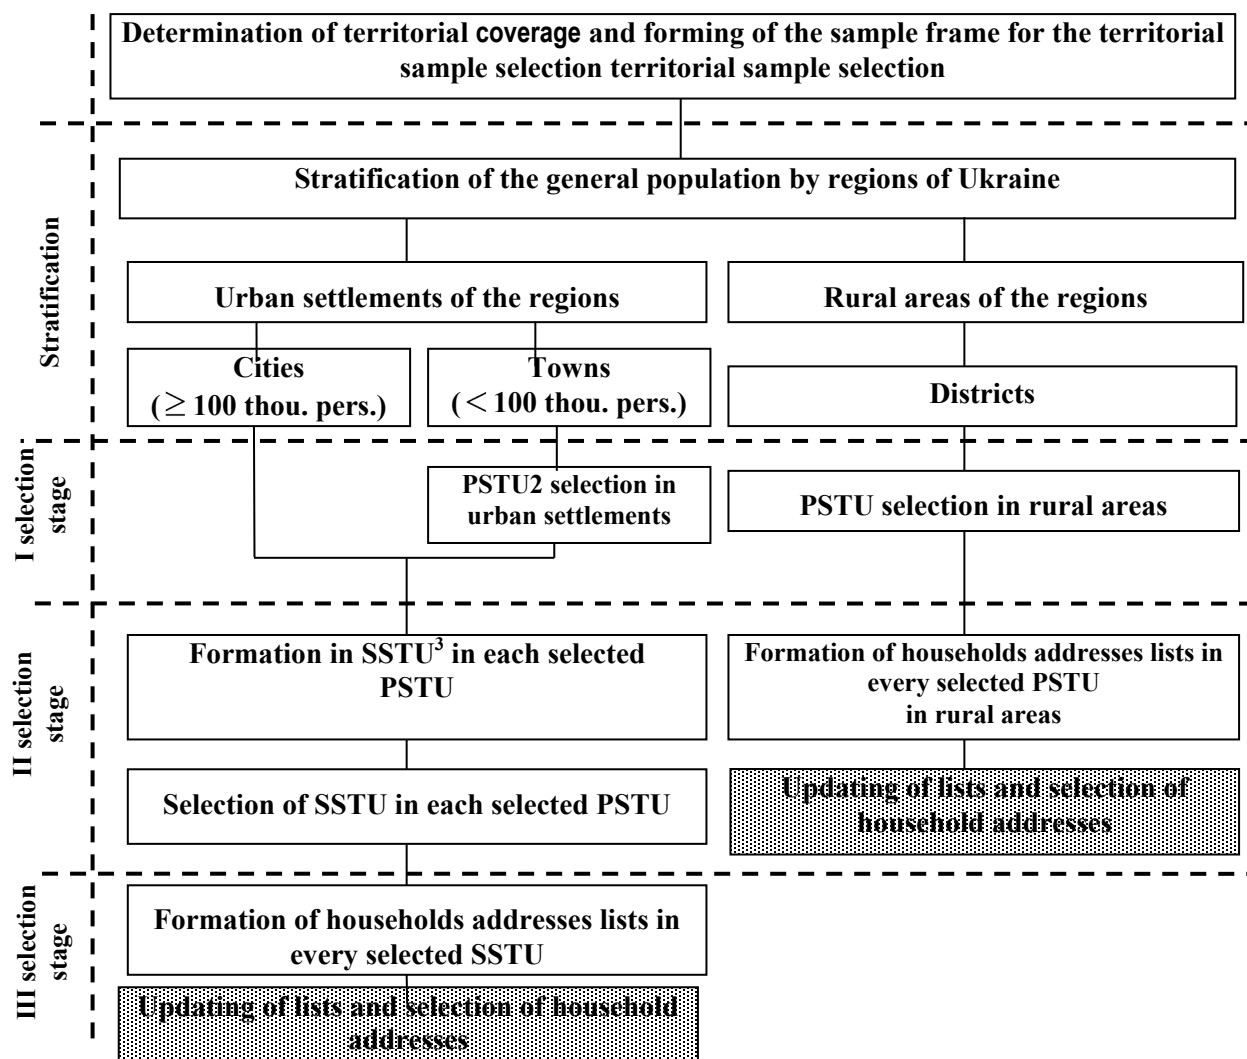 Determination of territorial coverage and forming of the sample frame for the territorial
sample selection territorial sample selection
Stratification
Stratification of the general population by regions of Ukraine
Urban settlements of the regions
Rural areas of the regions
Cities
(≥ 100 thou. pers.)
Towns
(< 100 thou. pers.)
Districts
I selection
stage
PSTU2 selection in
urban settlements
PSTU selection in rural areas
II selection
stage
Formation in SSTU³ in each selected
PSTU
Formation of households addresses lists in
every selected PSTU
in rural areas
Selection of SSTU in each selected PSTU
Updating of lists and selection of
household addresses
III selection
stage
Formation of households addresses lists in
every selected SSTU
Updating of lists and selection of household
addresses